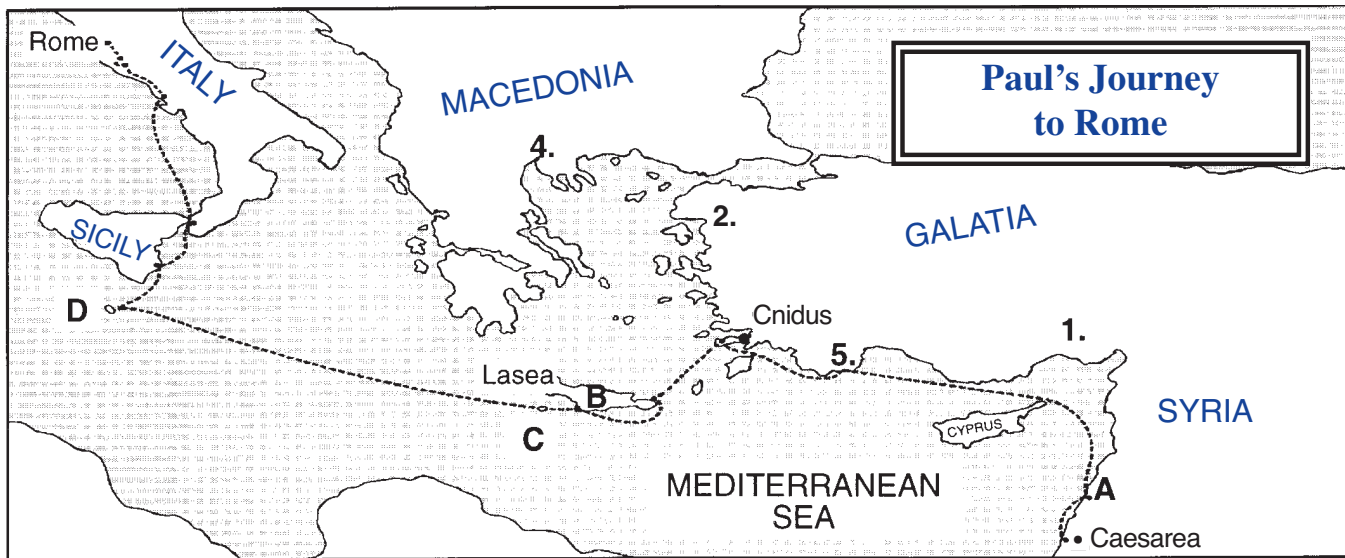 Rome
ITALY
MACEDONIA
Paul's Journey
to Rome
4.
2.
GALATIA
SICILY
D
Cnidus
1.
5.
Lasea
B
SYRIA
C
CYPRUS
MEDITERRANEAN
SEA
A
Caesarea